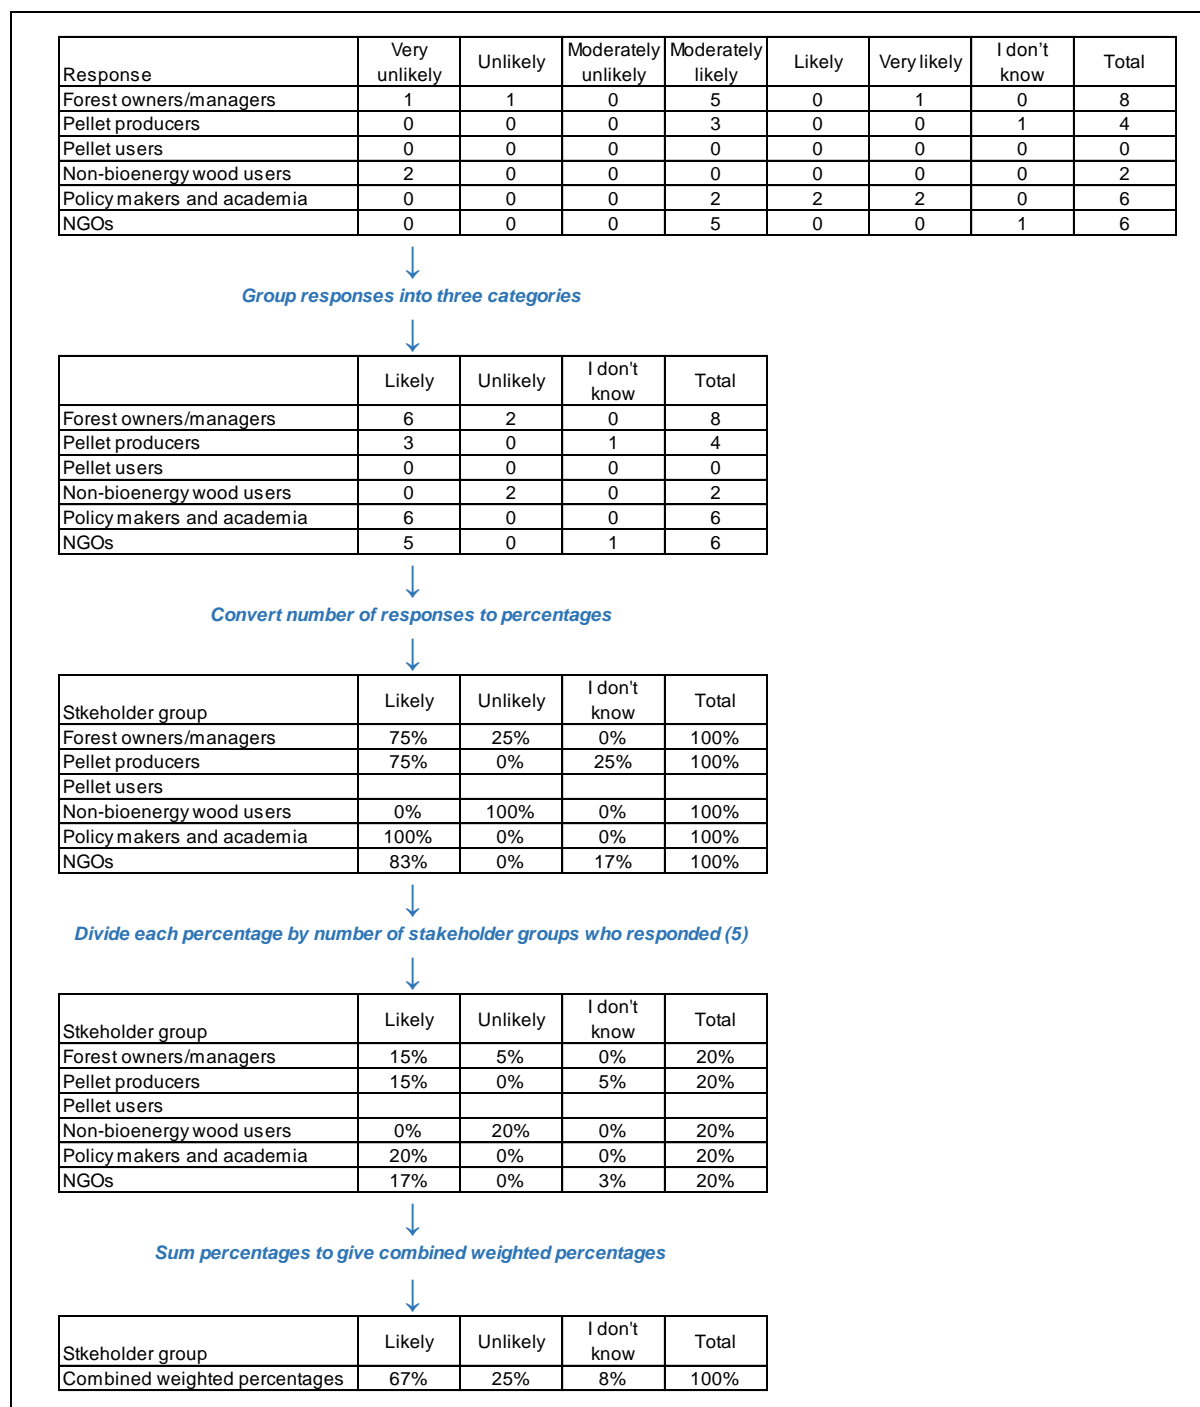 Response Very unlikely Unlikely Moderately unlikely Moderately likely Likely Very likely I don’t know Total
Forest owners/managers 1 1 0 5 0 1 0 8
Pellet producers 0 0 0 3 0 0 1 4
Pellet users 0 0 0 0 0 0 0 0
Non-bioenergy wood users 2 0 0 0 0 0 0 2
Policy makers and academia 0 0 0 2 2 2 0 6
NGOs 0 0 0 5 0 0 1 6
↓
Group responses into three categories
↓
Likely Unlikely I don't know Total
Forest owners/managers 6 2 0 8
Pellet producers 3 0 1 4
Pellet users 0 0 0 0
Non-bioenergy wood users 0 2 0 2
Policy makers and academia 6 0 0 6
NGOs 5 0 1 6
↓
Convert number of responses to percentages
↓
Stkeholder group Likely Unlikely I don't know Total
Forest owners/managers 75% 25% 0% 100%
Pellet producers 75% 0% 25% 100%
Pellet users
Non-bioenergy wood users 0% 100% 0% 100%
Policy makers and academia 100% 0% 0% 100%
NGOs 83% 0% 17% 100%
↓
Divide each percentage by number of stakeholder groups who responded (5)
↓
Stkeholder group Likely Unlikely I don't know Total
Forest owners/managers 15% 5% 0% 20%
Pellet producers 15% 0% 5% 20%
Pellet users
Non-bioenergy wood users 0% 20% 0% 20%
Policy makers and academia 20% 0% 0% 20%
NGOs 17% 0% 3% 20%
↓
Sum percentages to give combined weighted percentages
↓
Stkeholder group Likely Unlikely I don't know Total
Combined weighted percentages 67% 25% 8% 100%